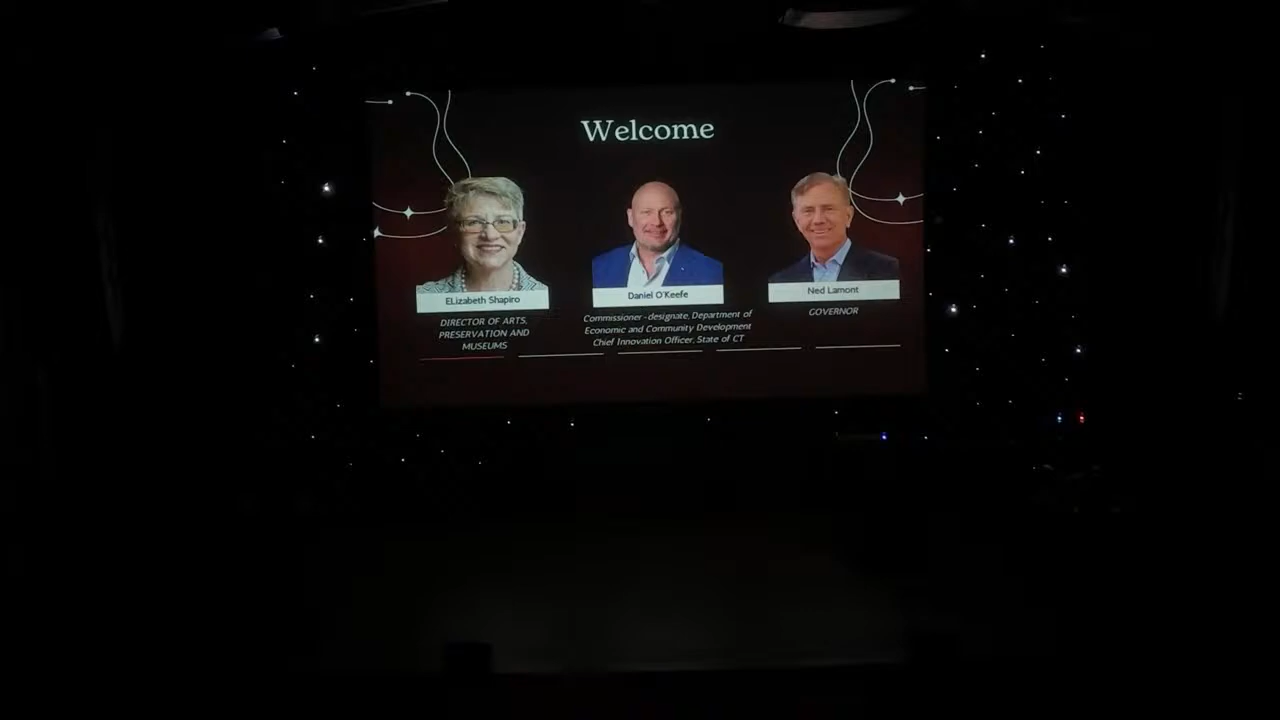 Welcome
ELizabeth Shapiro
DIRECTOR OF ARTS,
PRESERVATION AND
MUSEUMS
Daniel O'Keefe
Commissioner - designate, Department of
Economic and Community Development
Chief Innovation Officer, State of CT
Ned Lamont
GOVERNOR